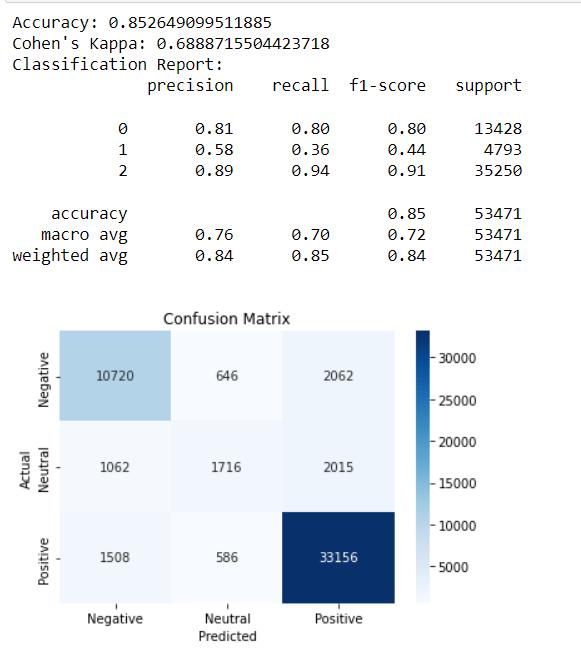 Accuracy: 0.852649099511885
Cohen's Kappa: 0.6888715504423718
Classification Report:
precision recall f1-score support
0 0.81 0.80 0.80 13428
1 0.58 0.36 0.44 4793
2 0.89 0.94 0.91 35250
accuracy 0.85 53471
macro avg 0.76 0.70 0.72 53471
weighted avg 0.84 0.85 0.84 53471
Confusion Matrix
Actual
Negative 10720 646 2062
Neutral 1062 1716 2015
Positive 1508 586 33156
Negative Neutral Positive
Predicted
30000
25000
20000
15000
10000
5000